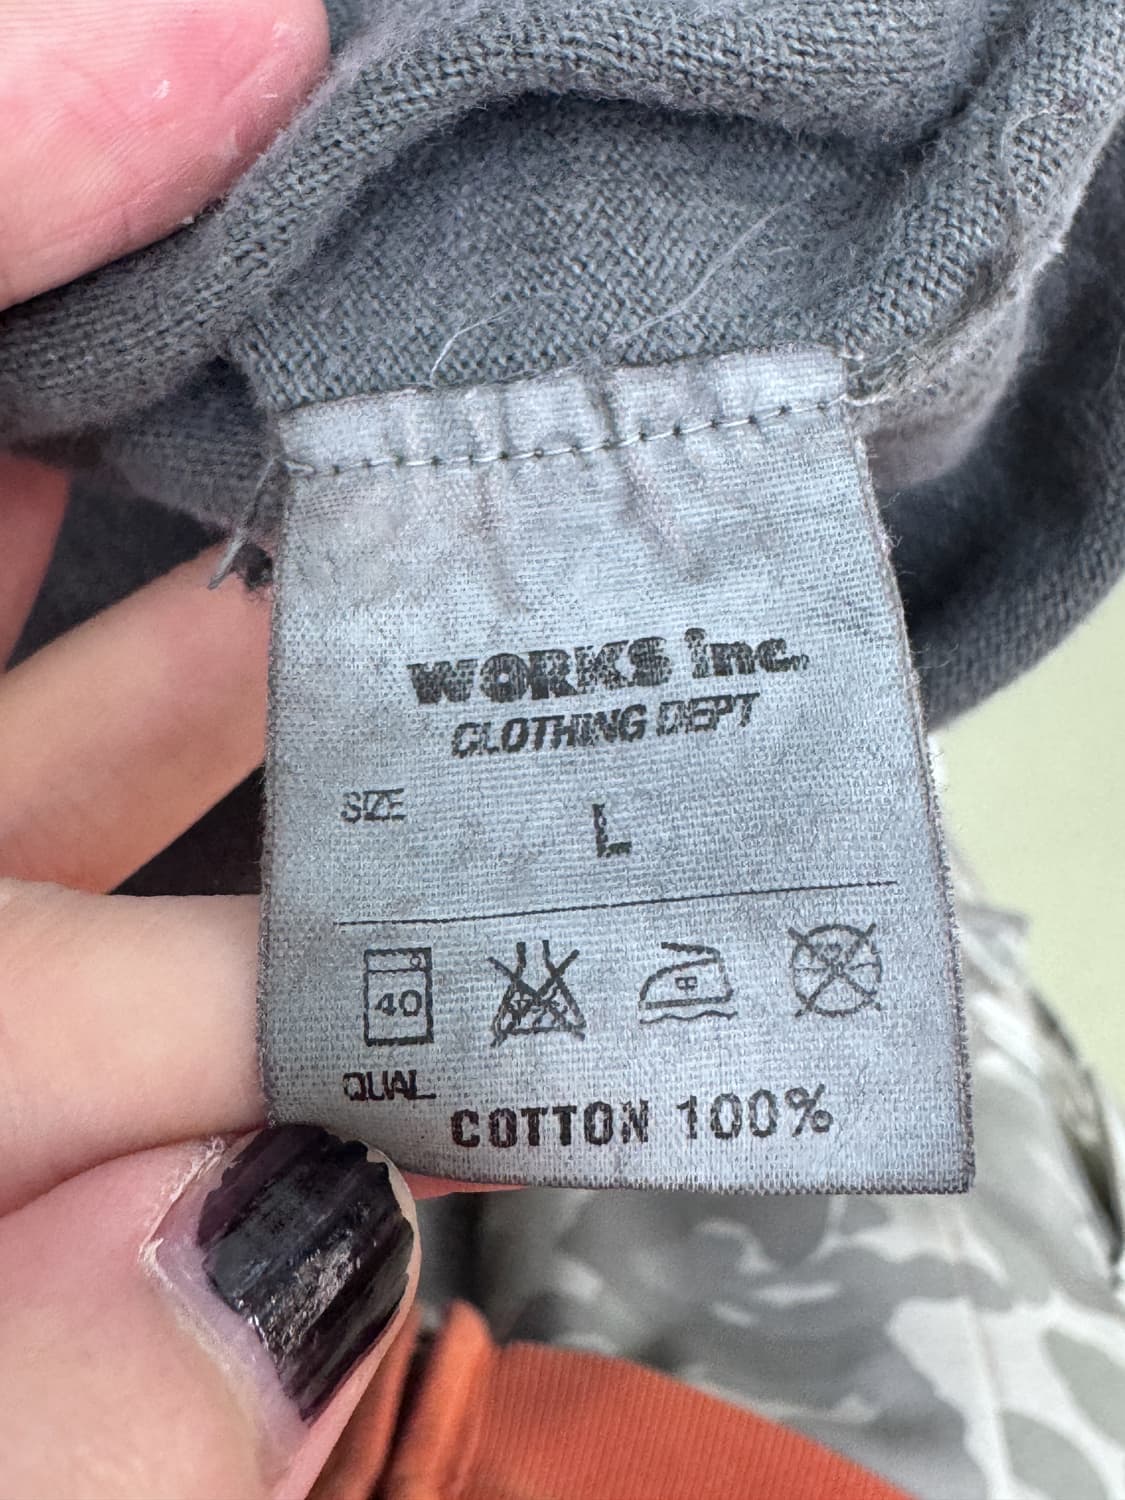 WORKS inc.
CLOTHING DEPT
SIZE
L
40
QUAL
COTTON 100%